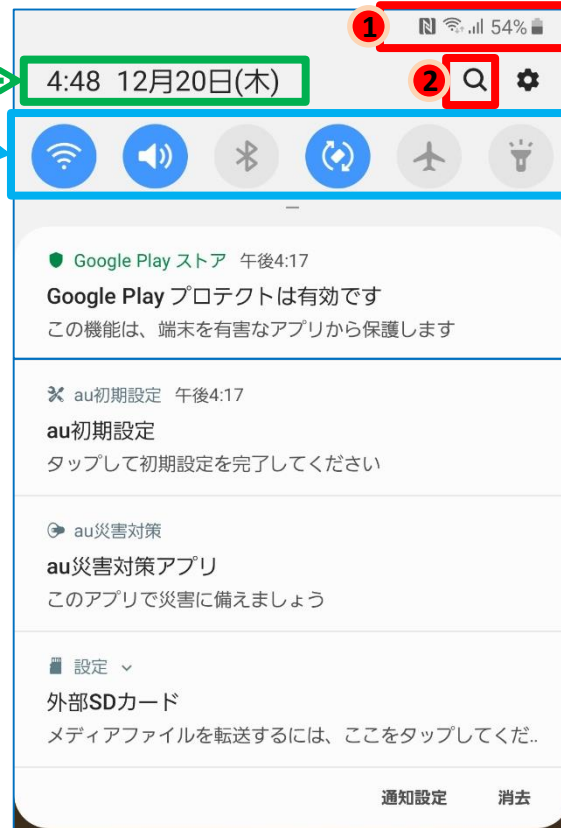 1
54%
4:48 12月20日(木)
2
Google Play ストア 午後4:17
Google Play プロテクトは有効です
この機能は、端末を有害なアプリから保護します
au初期設定 午後4:17
au初期設定
タップして初期設定を完了してください
au災害対策
au災害対策アプリ
このアプリで災害に備えましょう
設定
外部SDカード
メディアファイルを転送するには、ここをタップしてくだ..
通知設定 消去